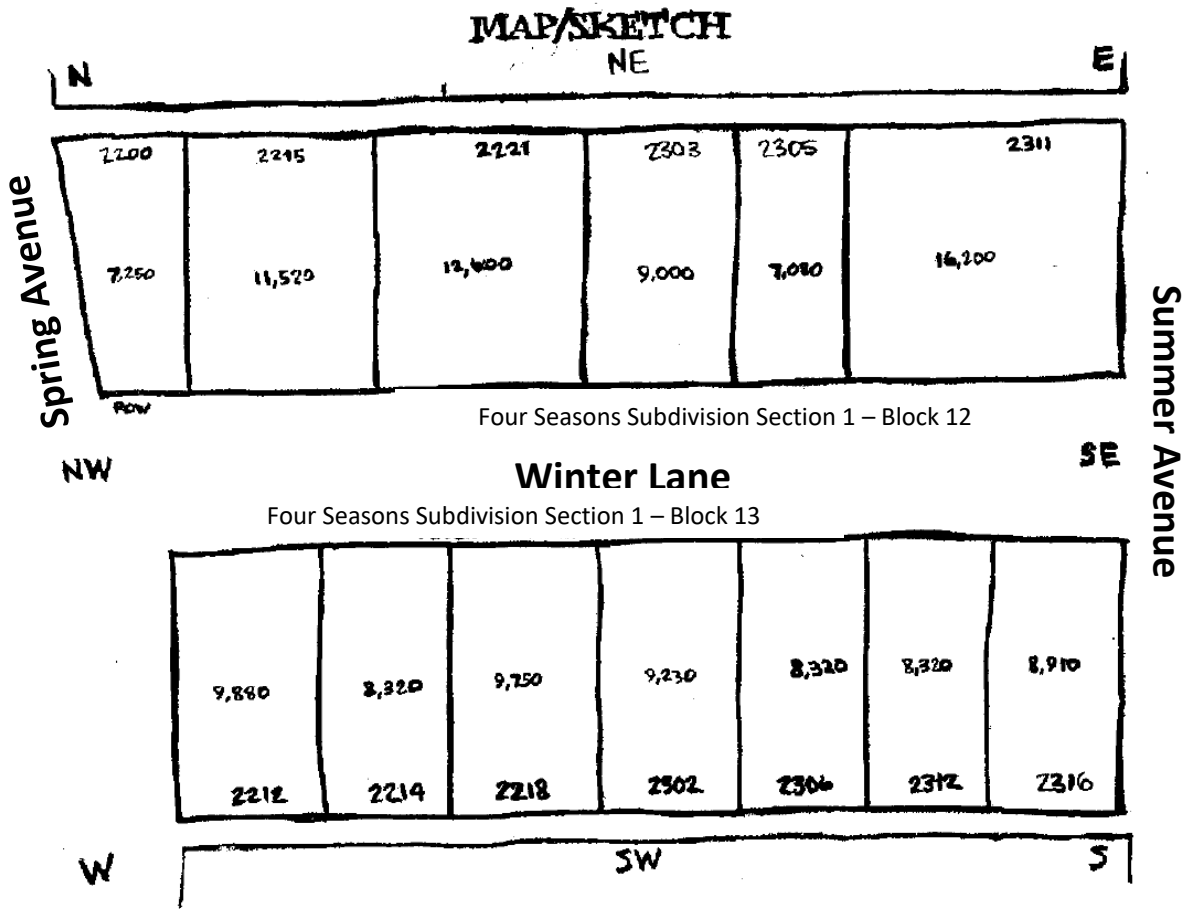 MAP/SKETCH
N NE E
2200 2215 2221 2303 2305 2311
Spring Avenue
7,250 11,520 12,600 9,000 7,080 16,200
Summer Avenue
ROW
Four Seasons Subdivision Section 1 – Block 12
NW SE
Winter Lane
Four Seasons Subdivision Section 1 – Block 13
9,880 8,320 9,750 9,230 8,320 8,320 8,910
2212 2214 2218 2302 2306 2312 2316
W SW S